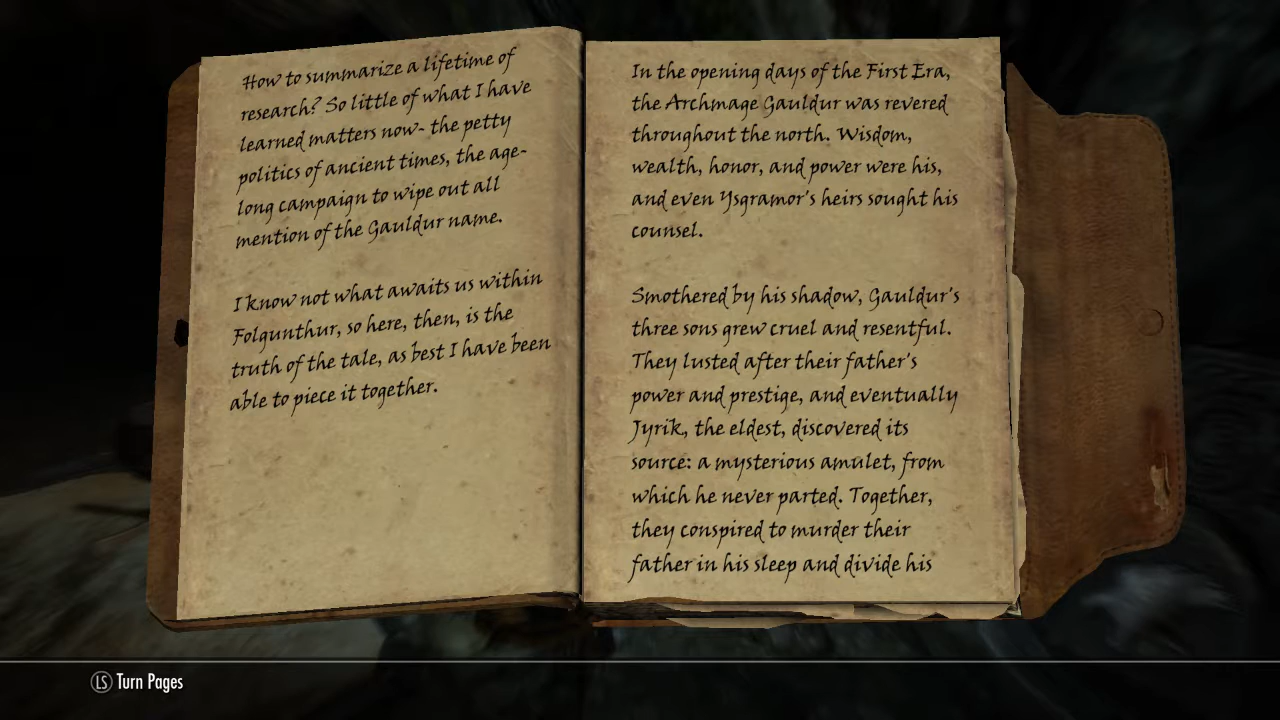 How to summarize a lifetime of
research? So little of what I have
learned matters now- the petty
politics of ancient times, the age-
long campaign to wipe out all
mention of the Gauldur name.
I know not what awaits us within
Folgunthur, so here, then, is the
truth of the tale, as best I have been
able to piece it together.
In the opening days of the First Era,
the Archmage Gauldur was revered
throughout the north. Wisdom,
wealth, honor, and power were his,
and even Ysgramor's heirs sought his
counsel.
Smothered by his shadow, Gauldur's
three sons grew cruel and resentful.
They lusted after their father's
power and prestige, and eventually
Jyrik, the eldest, discovered its
source: a mysterious amulet, from
which he never parted. Together,
they conspired to murder their
father in his sleep and divide his
LS Turn Pages